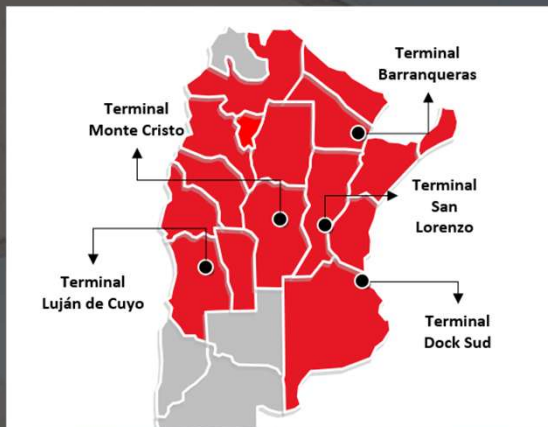 Terminal
Barranqueras
Terminal
Monte Cristo
Terminal
San
Lorenzo
Terminal
Luján de Cuyo
Terminal
Dock Sud